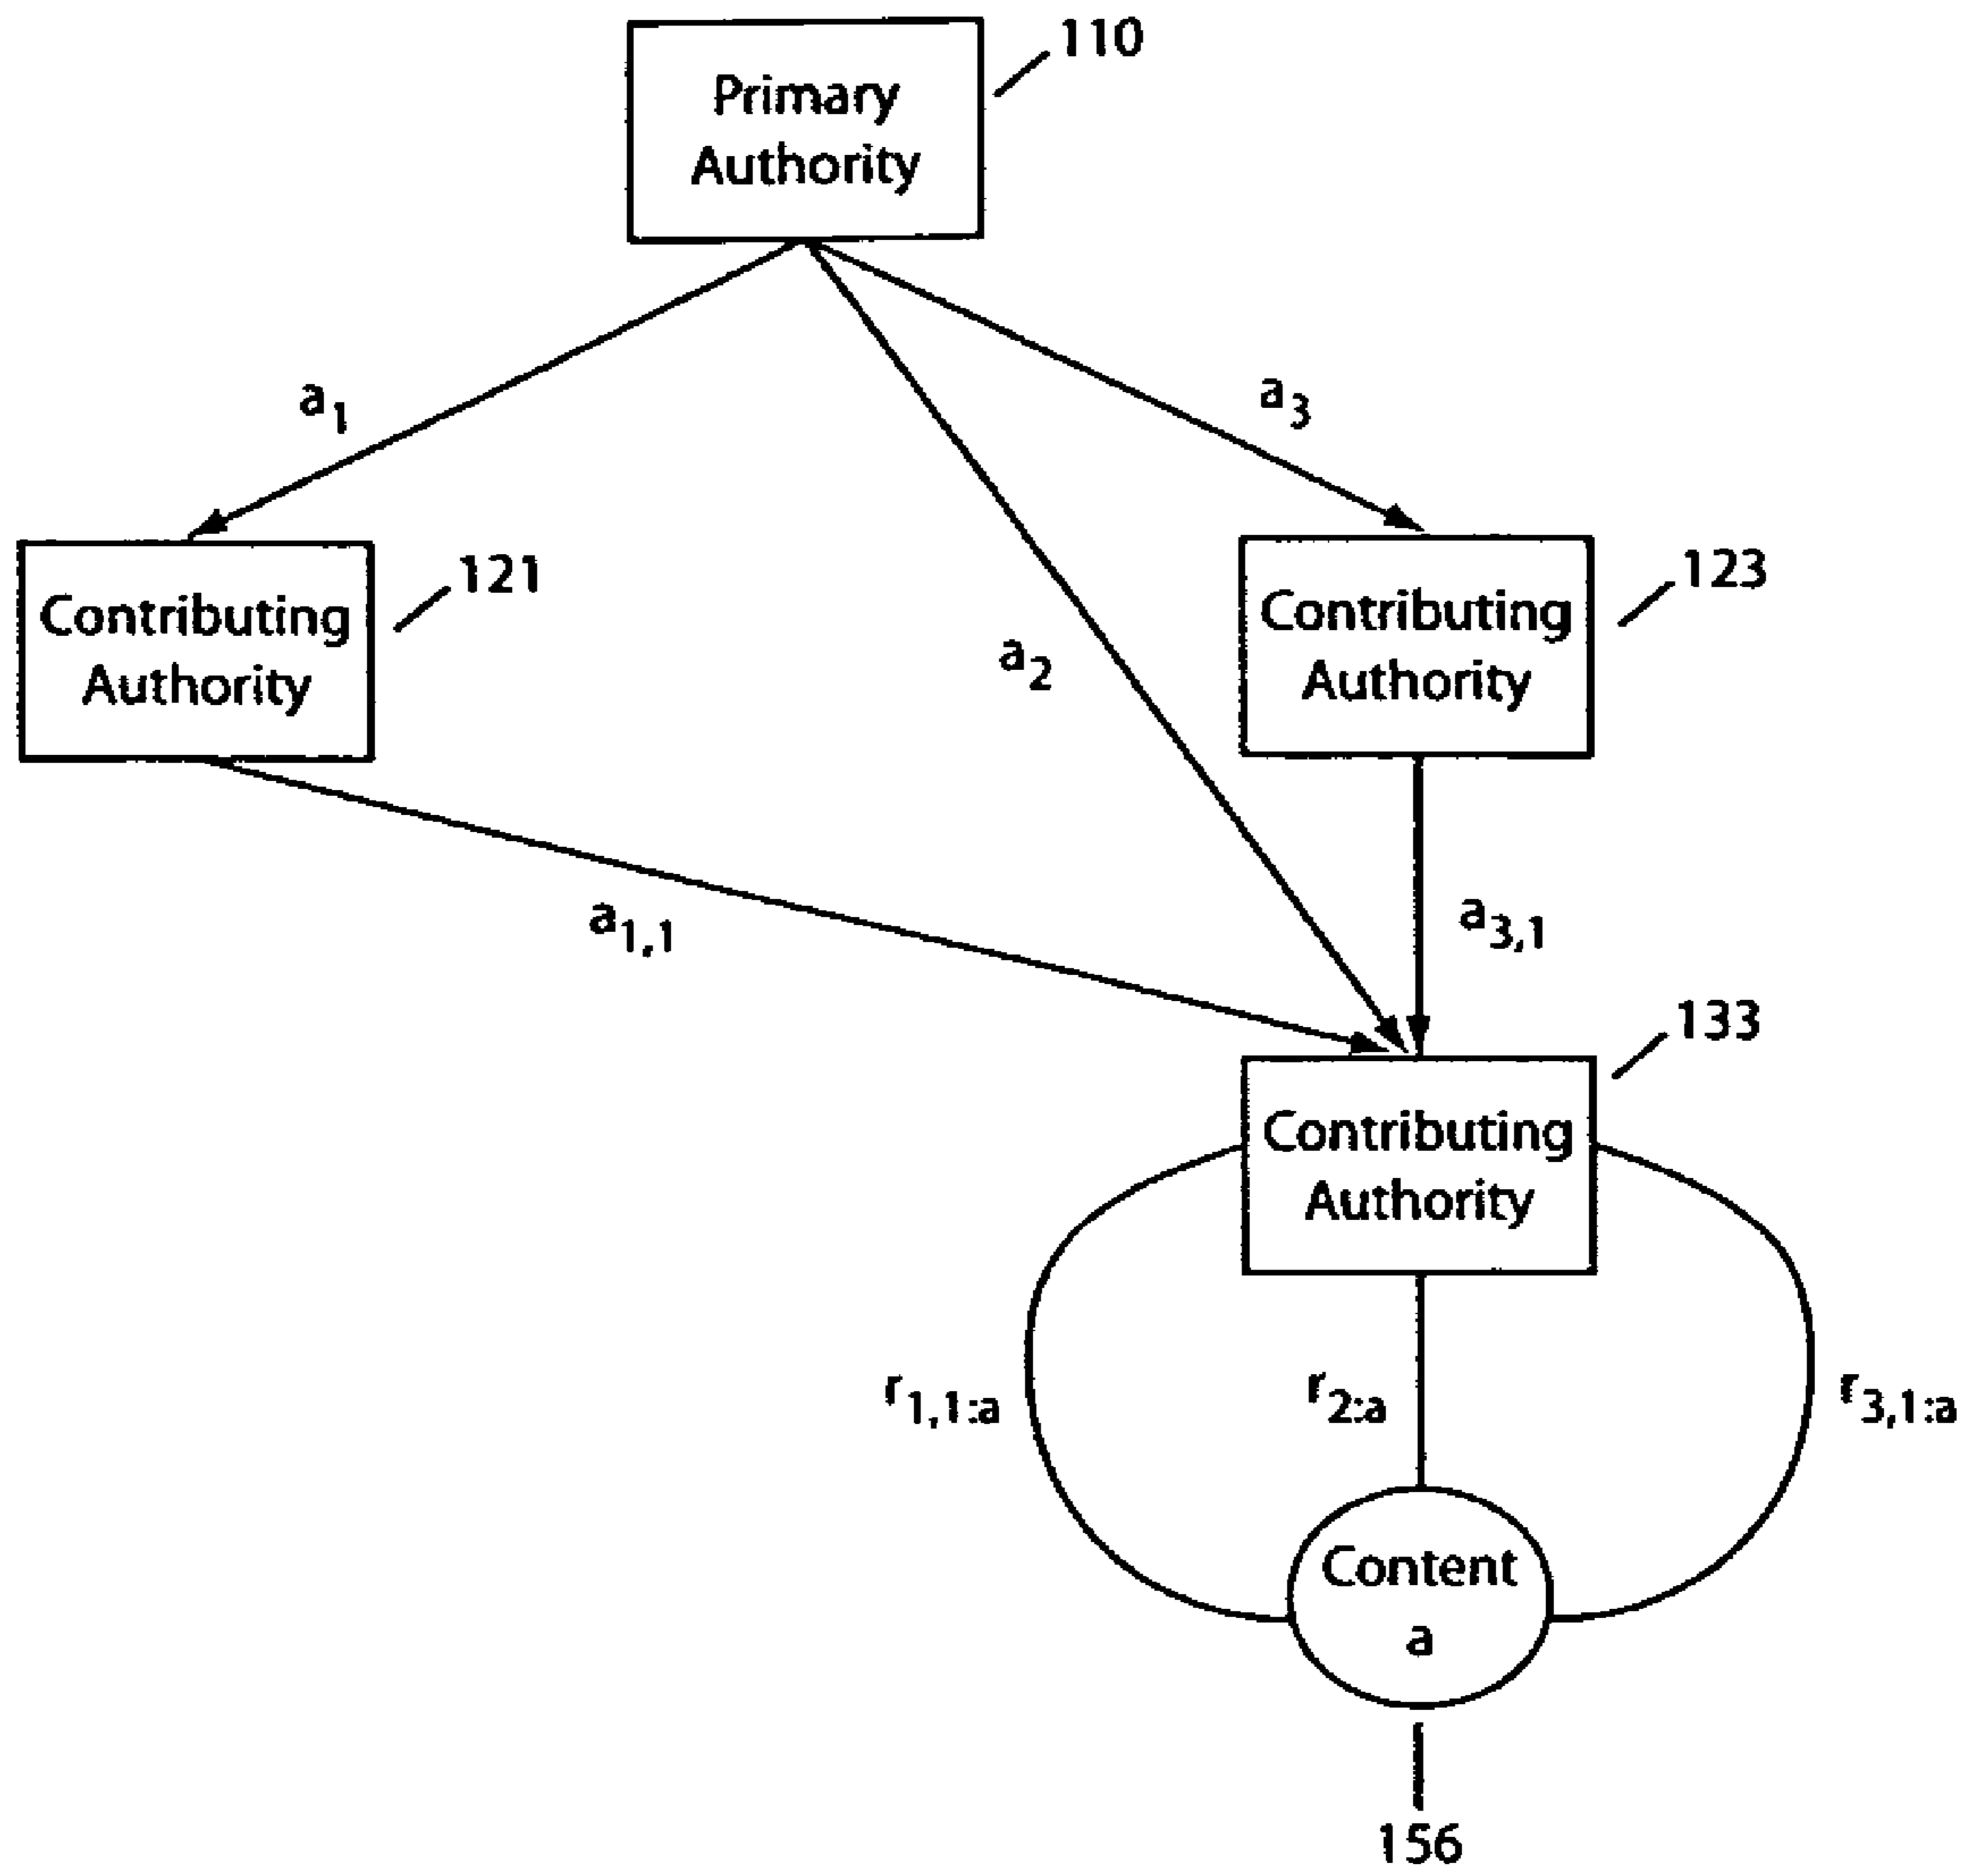 110
Primary
Authority
a1
a3
121
123
Contributing
Authority
Contributing
Authority
a2
a1,1
a3,1
133
Contributing
Authority
r1,1:a
r2:a
r3,1:a
Content
a
156